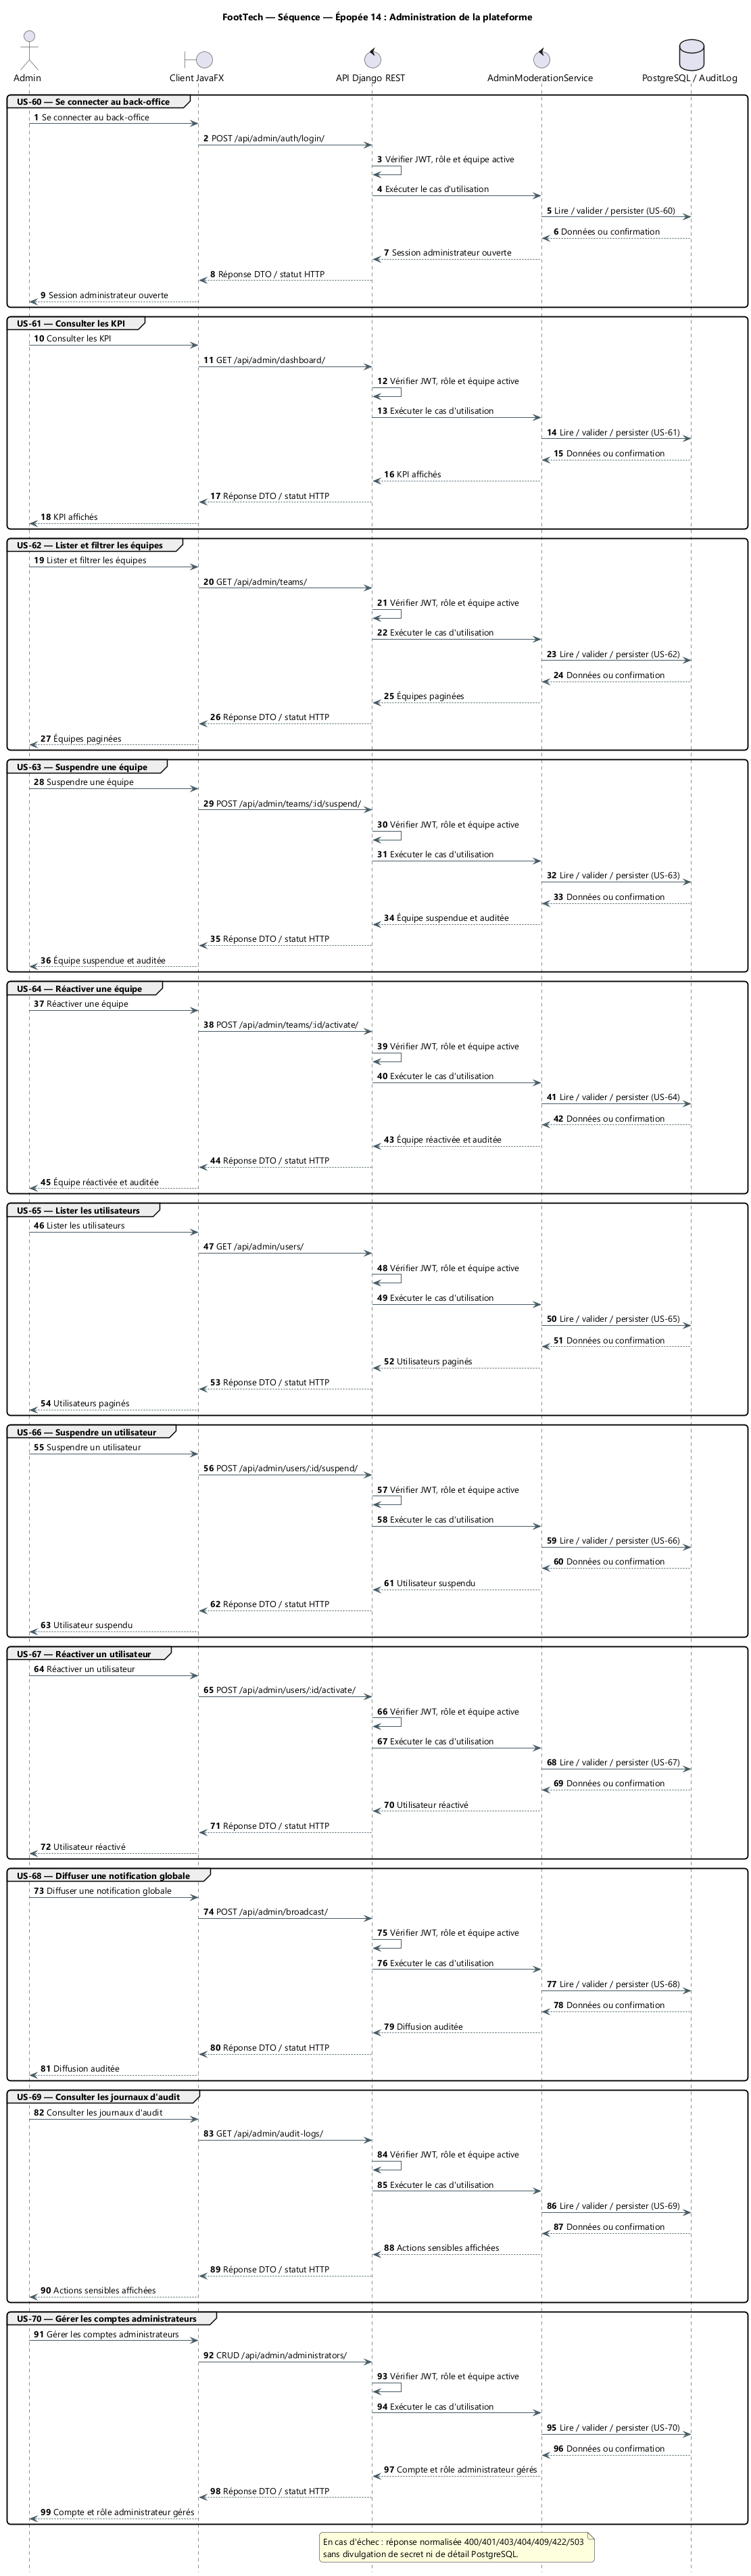 FootTech — Séquence — Épopée 14 : Administration de la plateforme
Admin
Client JavaFX
API Django REST
AdminModerationService
PostgreSQL / AuditLog
US-60 — Se connecter au back-office
1 Se connecter au back-office
2 POST /api/admin/auth/login/
3 Vérifier JWT, rôle et équipe active
4 Exécuter le cas d'utilisation
5 Lire / valider / persister (US-60)
6 Données ou confirmation
7 Session administrateur ouverte
8 Réponse DTO / statut HTTP
9 Session administrateur ouverte
US-61 — Consulter les KPI
10 Consulter les KPI
11 GET /api/admin/dashboard/
12 Vérifier JWT, rôle et équipe active
13 Exécuter le cas d'utilisation
14 Lire / valider / persister (US-61)
15 Données ou confirmation
16 KPI affichés
17 Réponse DTO / statut HTTP
18 KPI affichés
US-62 — Lister et filtrer les équipes
19 Lister et filtrer les équipes
20 GET /api/admin/teams/
21 Vérifier JWT, rôle et équipe active
22 Exécuter le cas d'utilisation
23 Lire / valider / persister (US-62)
24 Données ou confirmation
25 Équipes paginées
26 Réponse DTO / statut HTTP
27 Équipes paginées
US-63 — Suspendre une équipe
28 Suspendre une équipe
29 POST /api/admin/teams/:id/suspend/
30 Vérifier JWT, rôle et équipe active
31 Exécuter le cas d'utilisation
32 Lire / valider / persister (US-63)
33 Données ou confirmation
34 Équipe suspendue et auditée
35 Réponse DTO / statut HTTP
36 Équipe suspendue et auditée
US-64 — Réactiver une équipe
37 Réactiver une équipe
38 POST /api/admin/teams/:id/activate/
39 Vérifier JWT, rôle et équipe active
40 Exécuter le cas d'utilisation
41 Lire / valider / persister (US-64)
42 Données ou confirmation
43 Équipe réactivée et auditée
44 Réponse DTO / statut HTTP
45 Équipe réactivée et auditée
US-65 — Lister les utilisateurs
46 Lister les utilisateurs
47 GET /api/admin/users/
48 Vérifier JWT, rôle et équipe active
49 Exécuter le cas d'utilisation
50 Lire / valider / persister (US-65)
51 Données ou confirmation
52 Utilisateurs paginés
53 Réponse DTO / statut HTTP
54 Utilisateurs paginés
US-66 — Suspendre un utilisateur
55 Suspendre un utilisateur
56 POST /api/admin/users/:id/suspend/
57 Vérifier JWT, rôle et équipe active
58 Exécuter le cas d'utilisation
59 Lire / valider / persister (US-66)
60 Données ou confirmation
61 Utilisateur suspendu
62 Réponse DTO / statut HTTP
63 Utilisateur suspendu
US-67 — Réactiver un utilisateur
64 Réactiver un utilisateur
65 POST /api/admin/users/:id/activate/
66 Vérifier JWT, rôle et équipe active
67 Exécuter le cas d'utilisation
68 Lire / valider / persister (US-67)
69 Données ou confirmation
70 Utilisateur réactivé
71 Réponse DTO / statut HTTP
72 Utilisateur réactivé
US-68 — Diffuser une notification globale
73 Diffuser une notification globale
74 POST /api/admin/broadcast/
75 Vérifier JWT, rôle et équipe active
76 Exécuter le cas d'utilisation
77 Lire / valider / persister (US-68)
78 Données ou confirmation
79 Diffusion auditée
80 Réponse DTO / statut HTTP
81 Diffusion auditée
US-69 — Consulter les journaux d'audit
82 Consulter les journaux d'audit
83 GET /api/admin/audit-logs/
84 Vérifier JWT, rôle et équipe active
85 Exécuter le cas d'utilisation
86 Lire / valider / persister (US-69)
87 Données ou confirmation
88 Actions sensibles affichées
89 Réponse DTO / statut HTTP
90 Actions sensibles affichées
US-70 — Gérer les comptes administrateurs
91 Gérer les comptes administrateurs
92 CRUD /api/admin/administrators/
93 Vérifier JWT, rôle et équipe active
94 Exécuter le cas d'utilisation
95 Lire / valider / persister (US-70)
96 Données ou confirmation
97 Compte et rôle administrateur gérés
98 Réponse DTO / statut HTTP
99 Compte et rôle administrateur gérés
En cas d'échec : réponse normalisée 400/401/403/404/409/422/503
sans divulgation de secret ni de détail PostgreSQL.